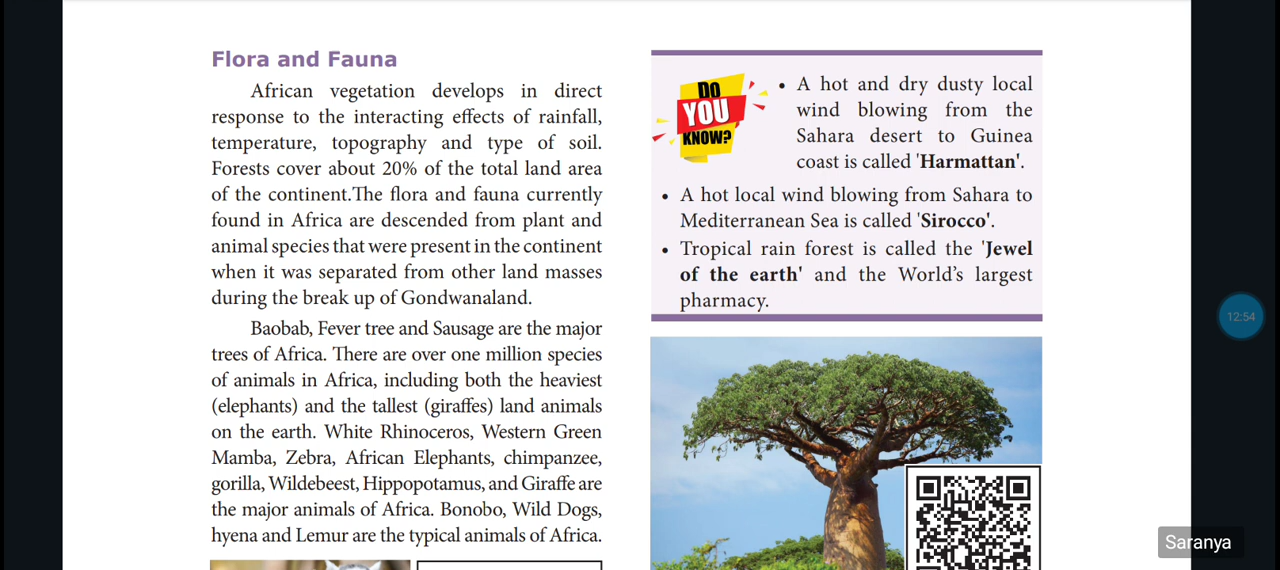 Flora and Fauna
African vegetation develops in direct
response to the interacting effects of rainfall,
temperature, topography and type of soil.
Forests cover about 20% of the total land area
of the continent.The flora and fauna currently
found in Africa are descended from plant and
animal species that were present in the continent
when it was separated from other land masses
during the break up of Gondwanaland.
Baobab, Fever tree and Sausage are the major
trees of Africa. There are over one million species
of animals in Africa, including both the heaviest
(elephants) and the tallest (giraffes) land animals
on the earth. White Rhinoceros, Western Green
Mamba, Zebra, African Elephants, chimpanzee,
gorilla, Wildebeest, Hippopotamus, and Giraffe are
the major animals of Africa. Bonobo, Wild Dogs,
hyena and Lemur are the typical animals of Africa.
DO
YOU
KNOW?
• A hot and dry dusty local
wind blowing from the
Sahara desert to Guinea
coast is called 'Harmattan'.
• A hot local wind blowing from Sahara to
Mediterranean Sea is called 'Sirocco'.
• Tropical rain forest is called the 'Jewel
of the earth' and the World's largest
pharmacy.
12:54
Saranya